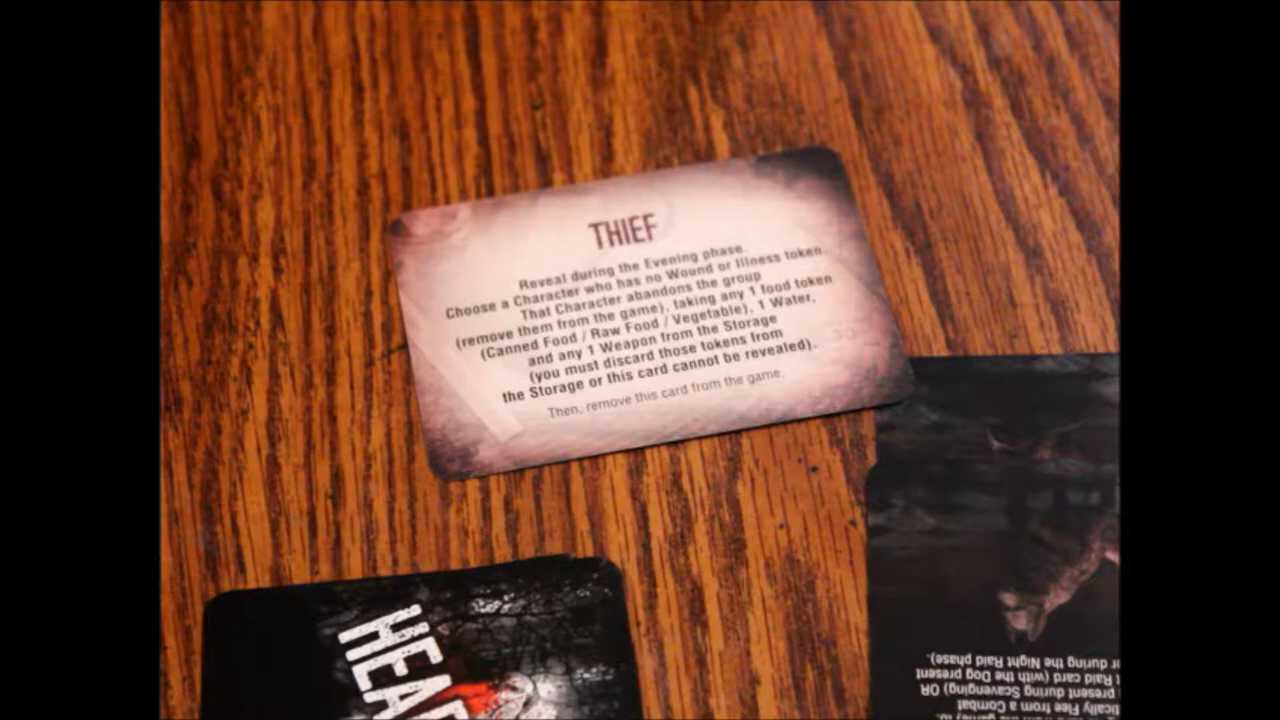 THIEF
Reveal during the Evening phase.
Choose a Character who has no Wound or Illness token.
That Character abandons the group
(remove them from the game), taking any 1 food token
(Canned Food / Raw Food / Vegetable), 1 Water,
and any 1 Weapon from the Storage
(you must discard those tokens from
the Storage or this card cannot be revealed).
Then, remove this card from the game.
HEA
tically Flee from a Combat
present during Scavenging) OR
t Raid card (with the Dog present
r during the Night Raid phase).